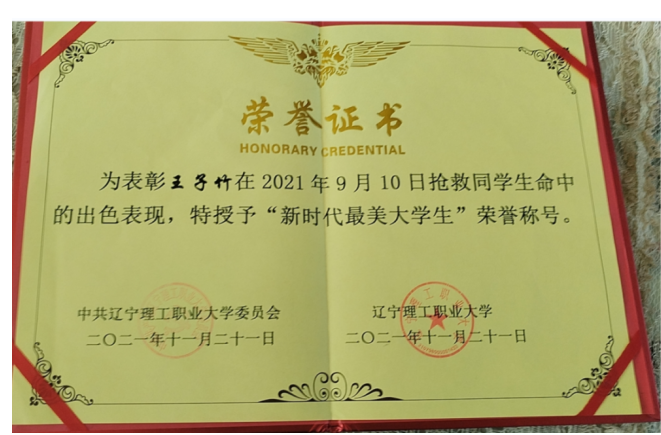 荣誉证书
HONORARY CREDENTIAL
为表彰王子竹在2021年9月10日抢救同学生命中
的出色表现，特授予“新时代最美大学生”荣誉称号。
中共辽宁理工职业大学委员会
辽宁理工职业大学
二〇二一年十一月二十一日
二〇二一年十一月二十一日